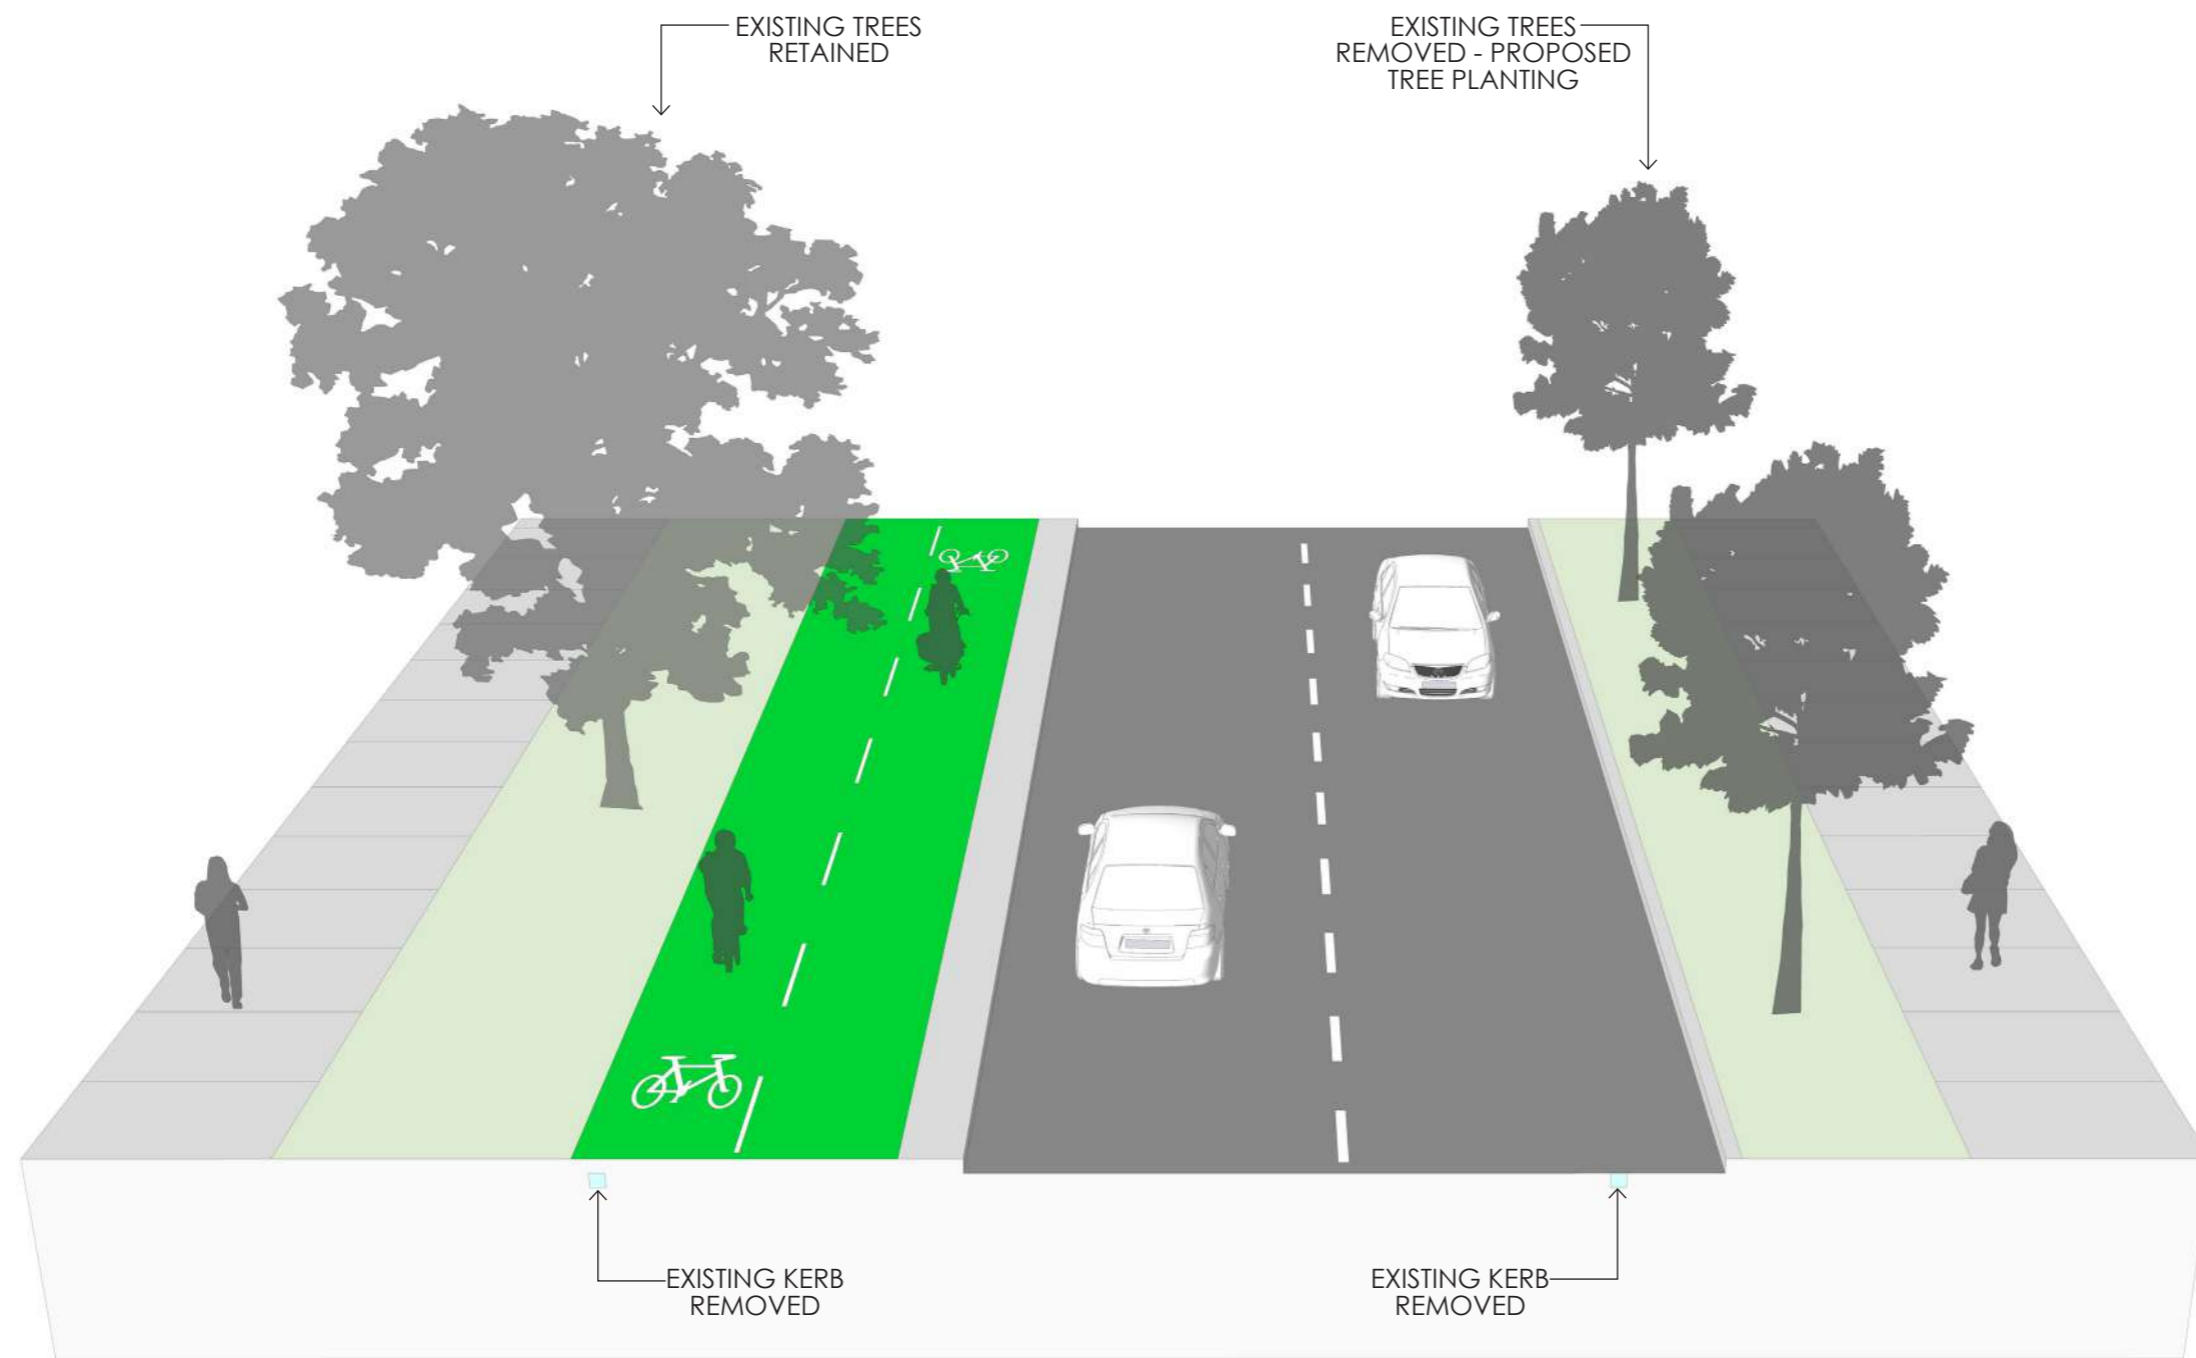 EXISTING TREES
RETAINED
EXISTING TREES
REMOVED - PROPOSED
TREE PLANTING
EXISTING KERB
REMOVED
EXISTING KERB
REMOVED